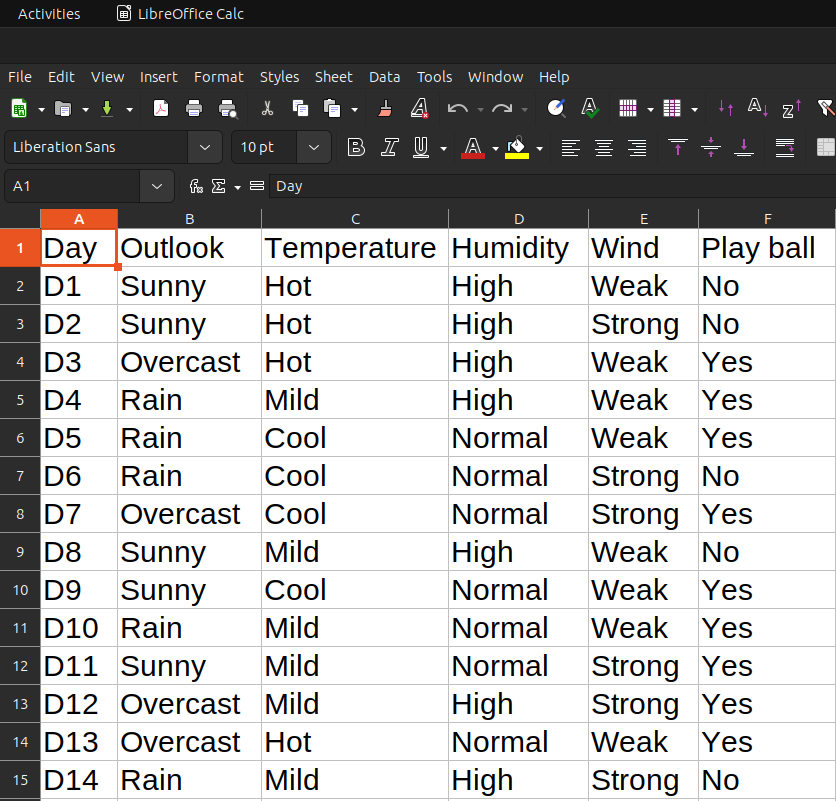 Activities LibreOffice Calc
File Edit View Insert Format Styles Sheet Data Tools Window Help
Liberation Sans 10 pt B I U A
A1 fx Σ = Day
A B C D E F
1 Day Outlook Temperature Humidity Wind Play ball
2 D1 Sunny Hot High Weak No
3 D2 Sunny Hot High Strong No
4 D3 Overcast Hot High Weak Yes
5 D4 Rain Mild High Weak Yes
6 D5 Rain Cool Normal Weak Yes
7 D6 Rain Cool Normal Strong No
8 D7 Overcast Cool Normal Strong Yes
9 D8 Sunny Mild High Weak No
10 D9 Sunny Cool Normal Weak Yes
11 D10 Rain Mild Normal Weak Yes
12 D11 Sunny Mild Normal Strong Yes
13 D12 Overcast Mild High Strong Yes
14 D13 Overcast Hot Normal Weak Yes
15 D14 Rain Mild High Strong No